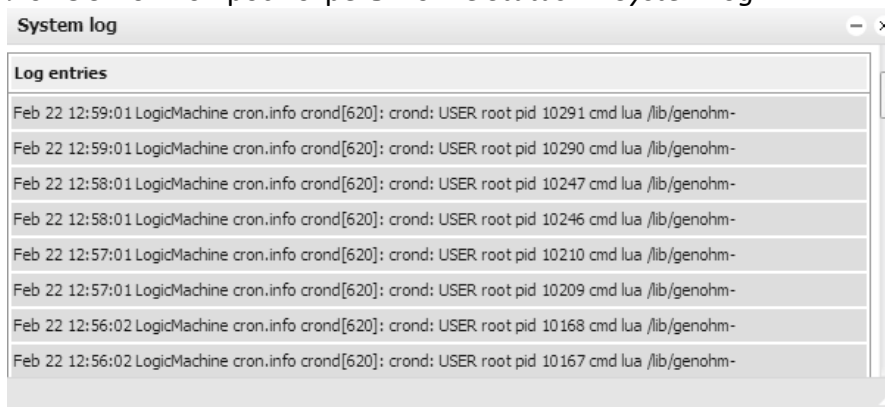 System log
Log entries
Feb 22 12:59:01 LogicMachine cron.info crond[620]: crond: USER root pid 10291 cmd lua /lib/genohm-
Feb 22 12:59:01 LogicMachine cron.info crond[620]: crond: USER root pid 10290 cmd lua /lib/genohm-
Feb 22 12:58:01 LogicMachine cron.info crond[620]: crond: USER root pid 10247 cmd lua /lib/genohm-
Feb 22 12:58:01 LogicMachine cron.info crond[620]: crond: USER root pid 10246 cmd lua /lib/genohm-
Feb 22 12:57:01 LogicMachine cron.info crond[620]: crond: USER root pid 10210 cmd lua /lib/genohm-
Feb 22 12:57:01 LogicMachine cron.info crond[620]: crond: USER root pid 10209 cmd lua /lib/genohm-
Feb 22 12:56:02 LogicMachine cron.info crond[620]: crond: USER root pid 10168 cmd lua /lib/genohm-
Feb 22 12:56:02 LogicMachine cron.info crond[620]: crond: USER root pid 10167 cmd lua /lib/genohm-